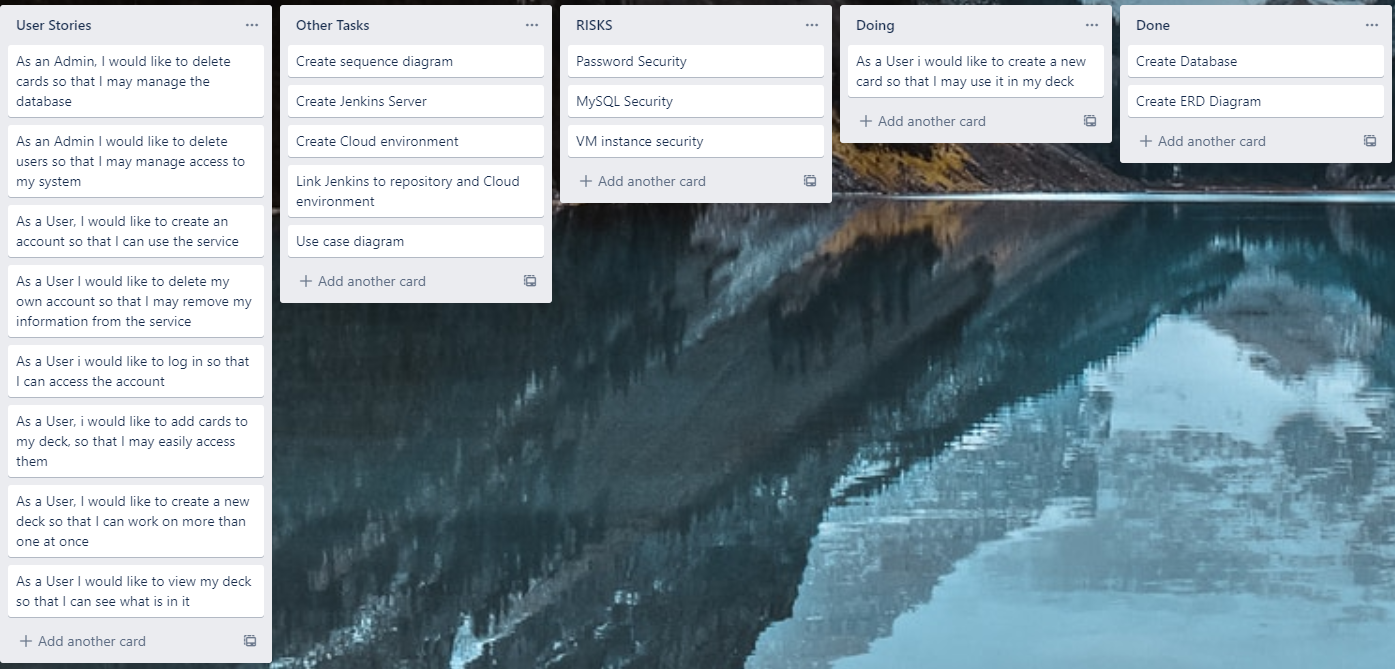 User Stories
As an Admin, I would like to delete
cards so that I may manage the
database
As an Admin I would like to delete
users so that I may manage access to
my system
As a User, I would like to create an
account so that I can use the service
As a User I would like to delete my
own account so that I may remove my
information from the service
As a User i would like to log in so that
I can access the account
As a User, i would like to add cards to
my deck, so that I may easily access
them
As a User, I would like to create a new
deck so that I can work on more than
one at once
As a User I would like to view my deck
so that I can see what is in it
+ Add another card
Other Tasks
Create sequence diagram
Create Jenkins Server
Create Cloud environment
Link Jenkins to repository and Cloud
environment
Use case diagram
+ Add another card
RISKS
Password Security
MySQL Security
VM instance security
+ Add another card
Doing
As a User i would like to create a new
card so that I may use it in my deck
+ Add another card
Done
Create Database
Create ERD Diagram
+ Add another card